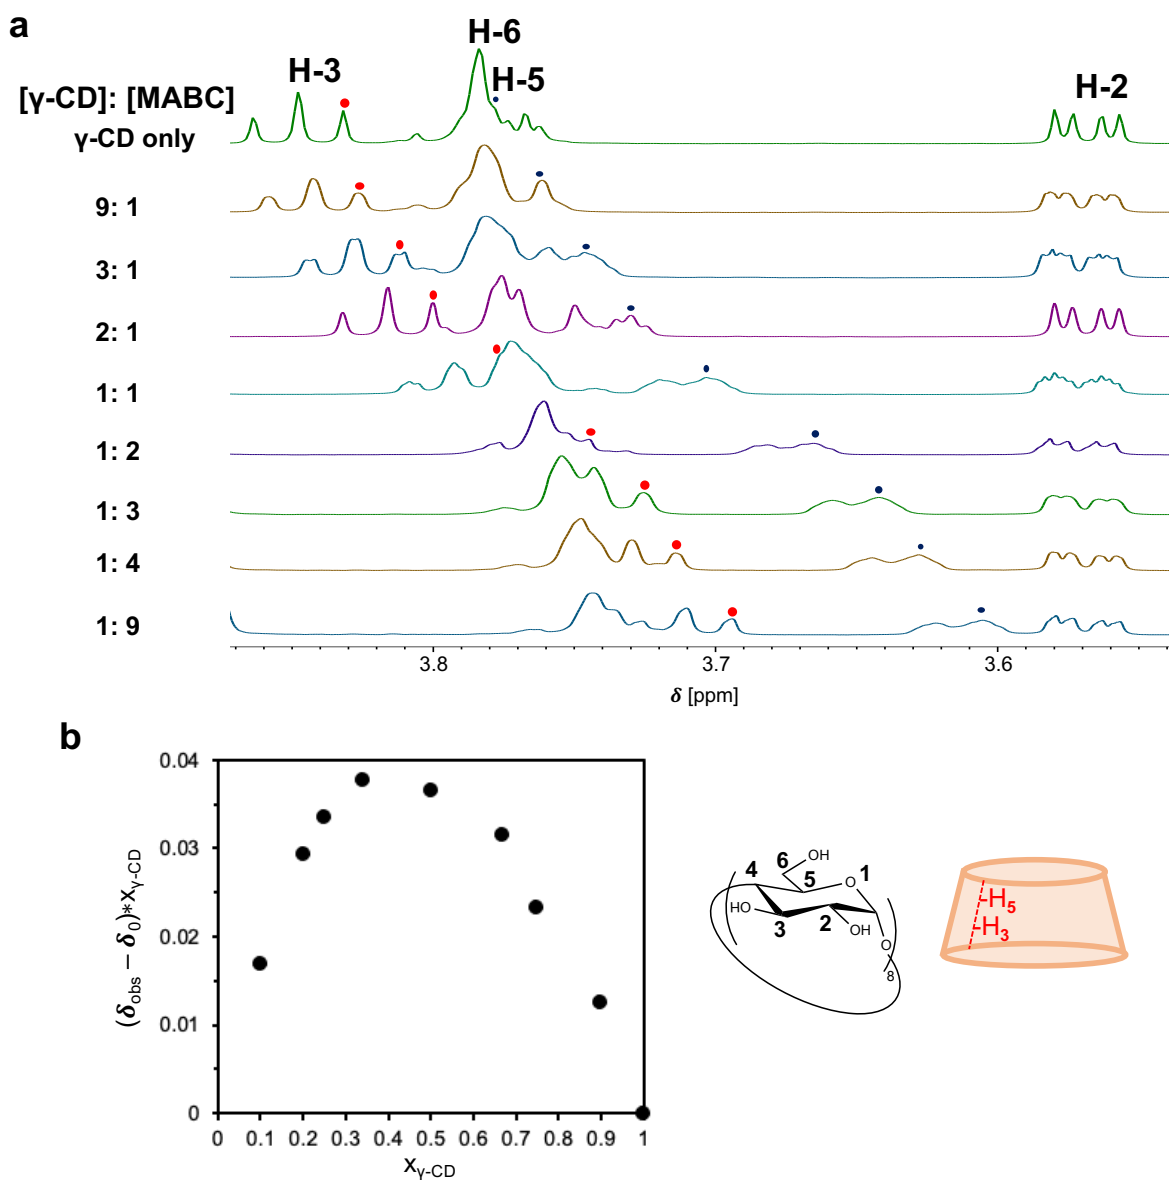 a
H-6
H-3
H-5
H-2
[γ-CD]: [MABC]
γ-CD only
9: 1
3: 1
2: 1
1: 1
1: 2
1: 3
1: 4
1: 9
3.8 3.7 3.6
δ [ppm]
b
0.04
0.03
0.02
0.01
0
(δobs – δ0)*xγ-CD
0 0.1 0.2 0.3 0.4 0.5 0.6 0.7 0.8 0.9 1
xγ-CD
6
OH
4
5
O
1
HO
3
2
OH
O
8
-H5
-H3